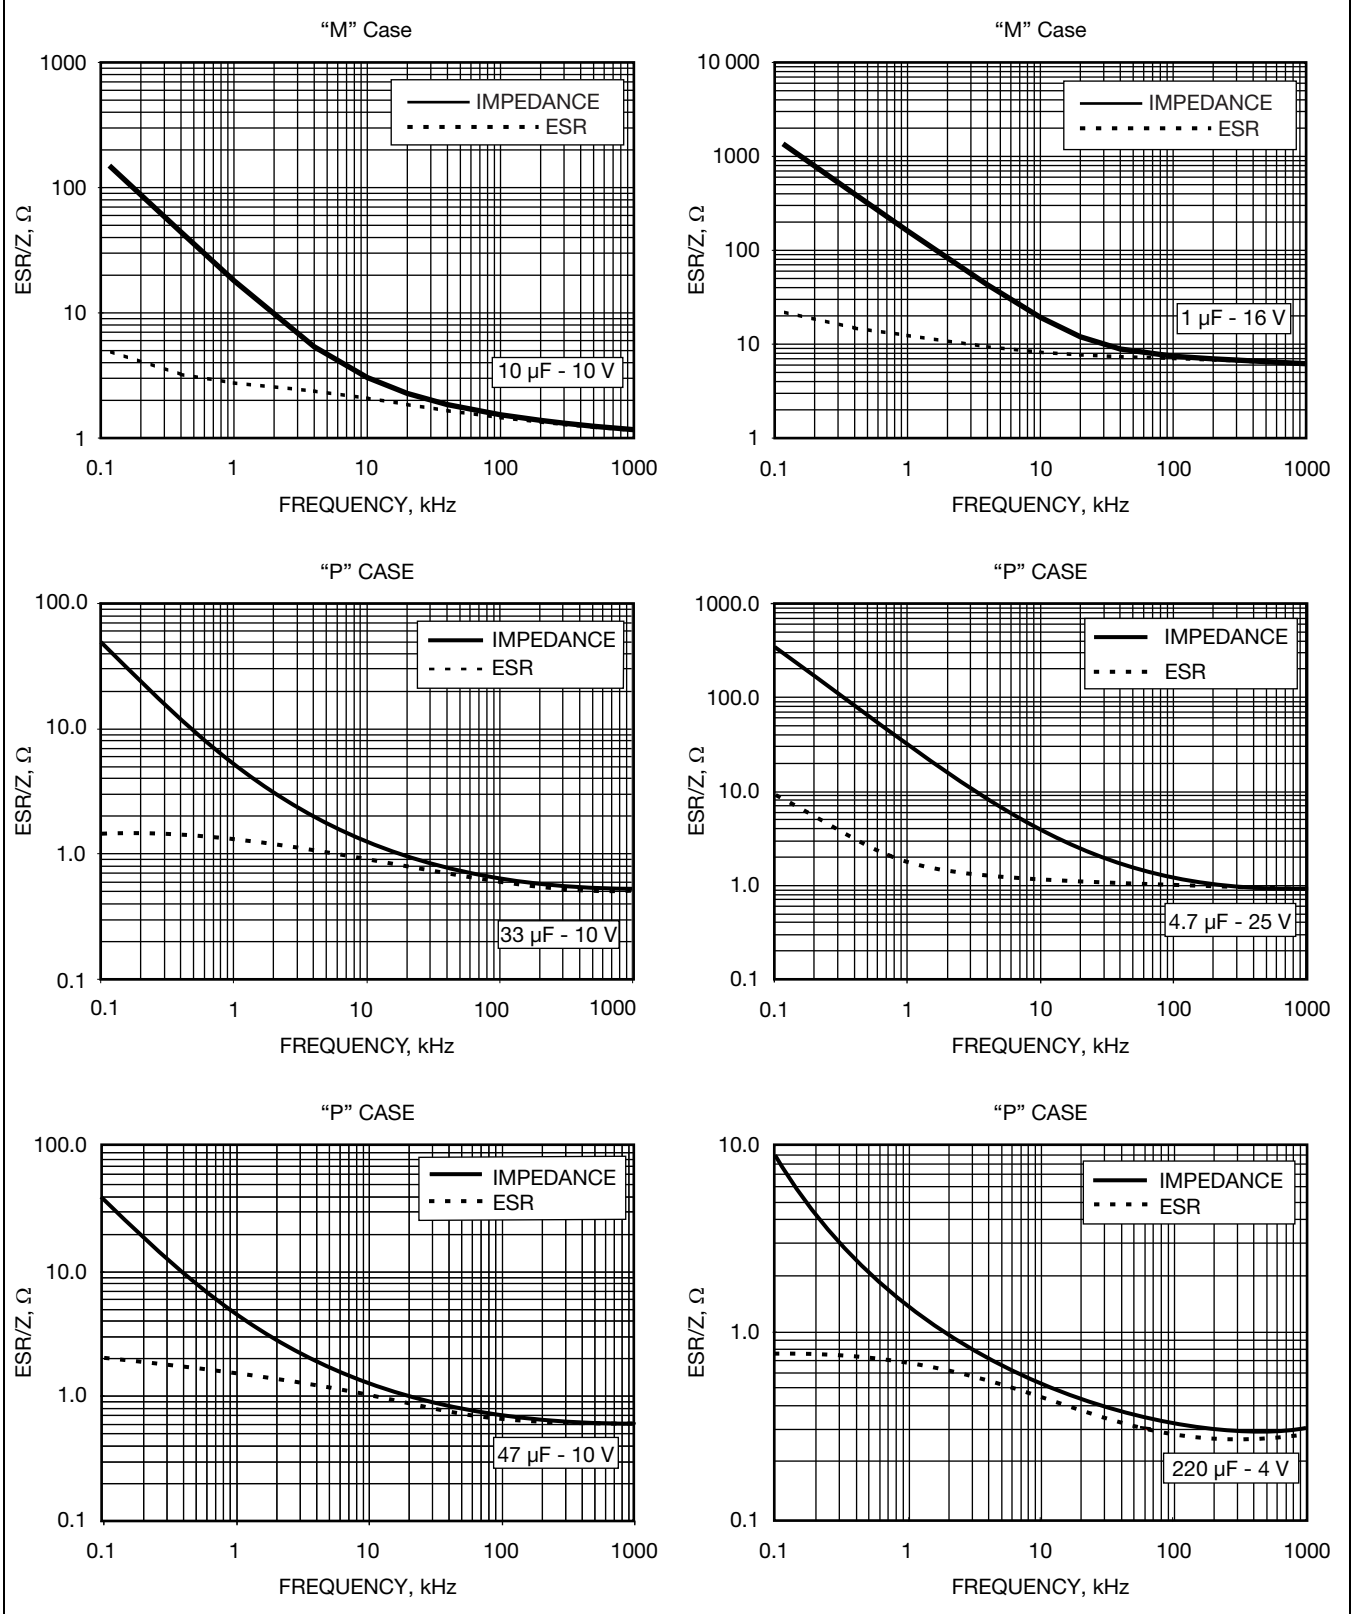 “M” Case
1000
100
10
1
ESR/Z, Ω
IMPEDANCE
ESR
10 µF - 10 V
0.1 1 10 100 1000
FREQUENCY, kHz
“M” Case
10 000
1000
100
10
1
ESR/Z, Ω
IMPEDANCE
ESR
1 µF - 16 V
0.1 1 10 100 1000
FREQUENCY, kHz
“P” CASE
100.0
10.0
1.0
0.1
ESR/Z, Ω
IMPEDANCE
ESR
33 µF - 10 V
0.1 1 10 100 1000
FREQUENCY, kHz
“P” CASE
1000.0
100.0
10.0
1.0
0.1
ESR/Z, Ω
IMPEDANCE
ESR
4.7 µF - 25 V
0.1 1 10 100 1000
FREQUENCY, kHz
“P” CASE
100.0
10.0
1.0
0.1
ESR/Z, Ω
IMPEDANCE
ESR
47 µF - 10 V
0.1 1 10 100 1000
FREQUENCY, kHz
“P” CASE
10.0
1.0
0.1
ESR/Z, Ω
IMPEDANCE
ESR
220 µF - 4 V
0.1 1 10 100 1000
FREQUENCY, kHz